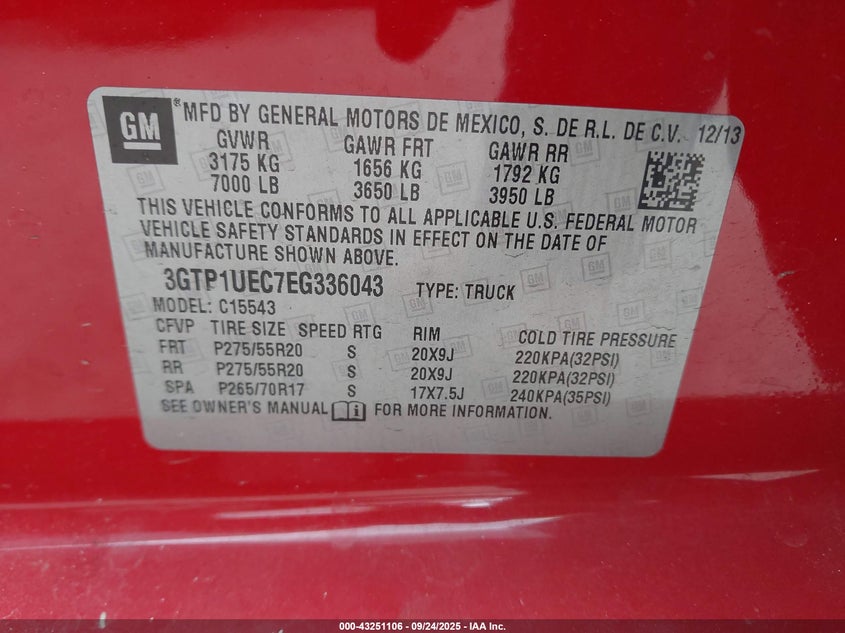 GM ® MFD BY GENERAL MOTORS DE MEXICO, S. DE R.L. DE C.V. 12/13
GVWR GAWR FRT GAWR RR
3175 KG 1656 KG 1792 KG
7000 LB 3650 LB 3950 LB
THIS VEHICLE CONFORMS TO ALL APPLICABLE U.S. FEDERAL MOTOR
VEHICLE SAFETY STANDARDS IN EFFECT ON THE DATE OF
MANUFACTURE SHOWN ABOVE.
3GTP1UEC7EG336043 TYPE: TRUCK
MODEL: C15543
CFVP TIRE SIZE SPEED RTG RIM COLD TIRE PRESSURE
FRT P275/55R20 S 20X9J 220KPA(32PSI)
RR P275/55R20 S 20X9J 220KPA(32PSI)
SPA P265/70R17 S 17X7.5J 240KPA(35PSI)
SEE OWNER'S MANUAL FOR MORE INFORMATION.
000-43251106 - 09/24/2025 - IAA Inc.